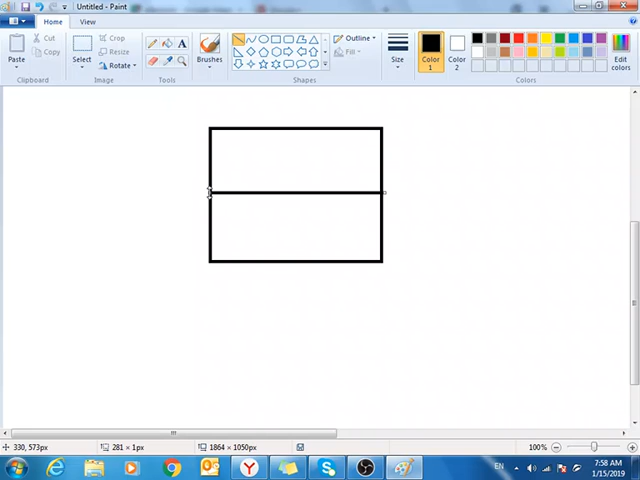 Untitled - Paint
Home View
Paste
Cut
Copy
Select
Crop
Resize
Rotate
Brushes
Outline
Fill
Size
Color 1
Color 2
Edit colors
Clipboard Image Tools Shapes Colors
330, 573px 281 × 1px 1864 × 1050px 100%
EN 7:58 AM
1/15/2019